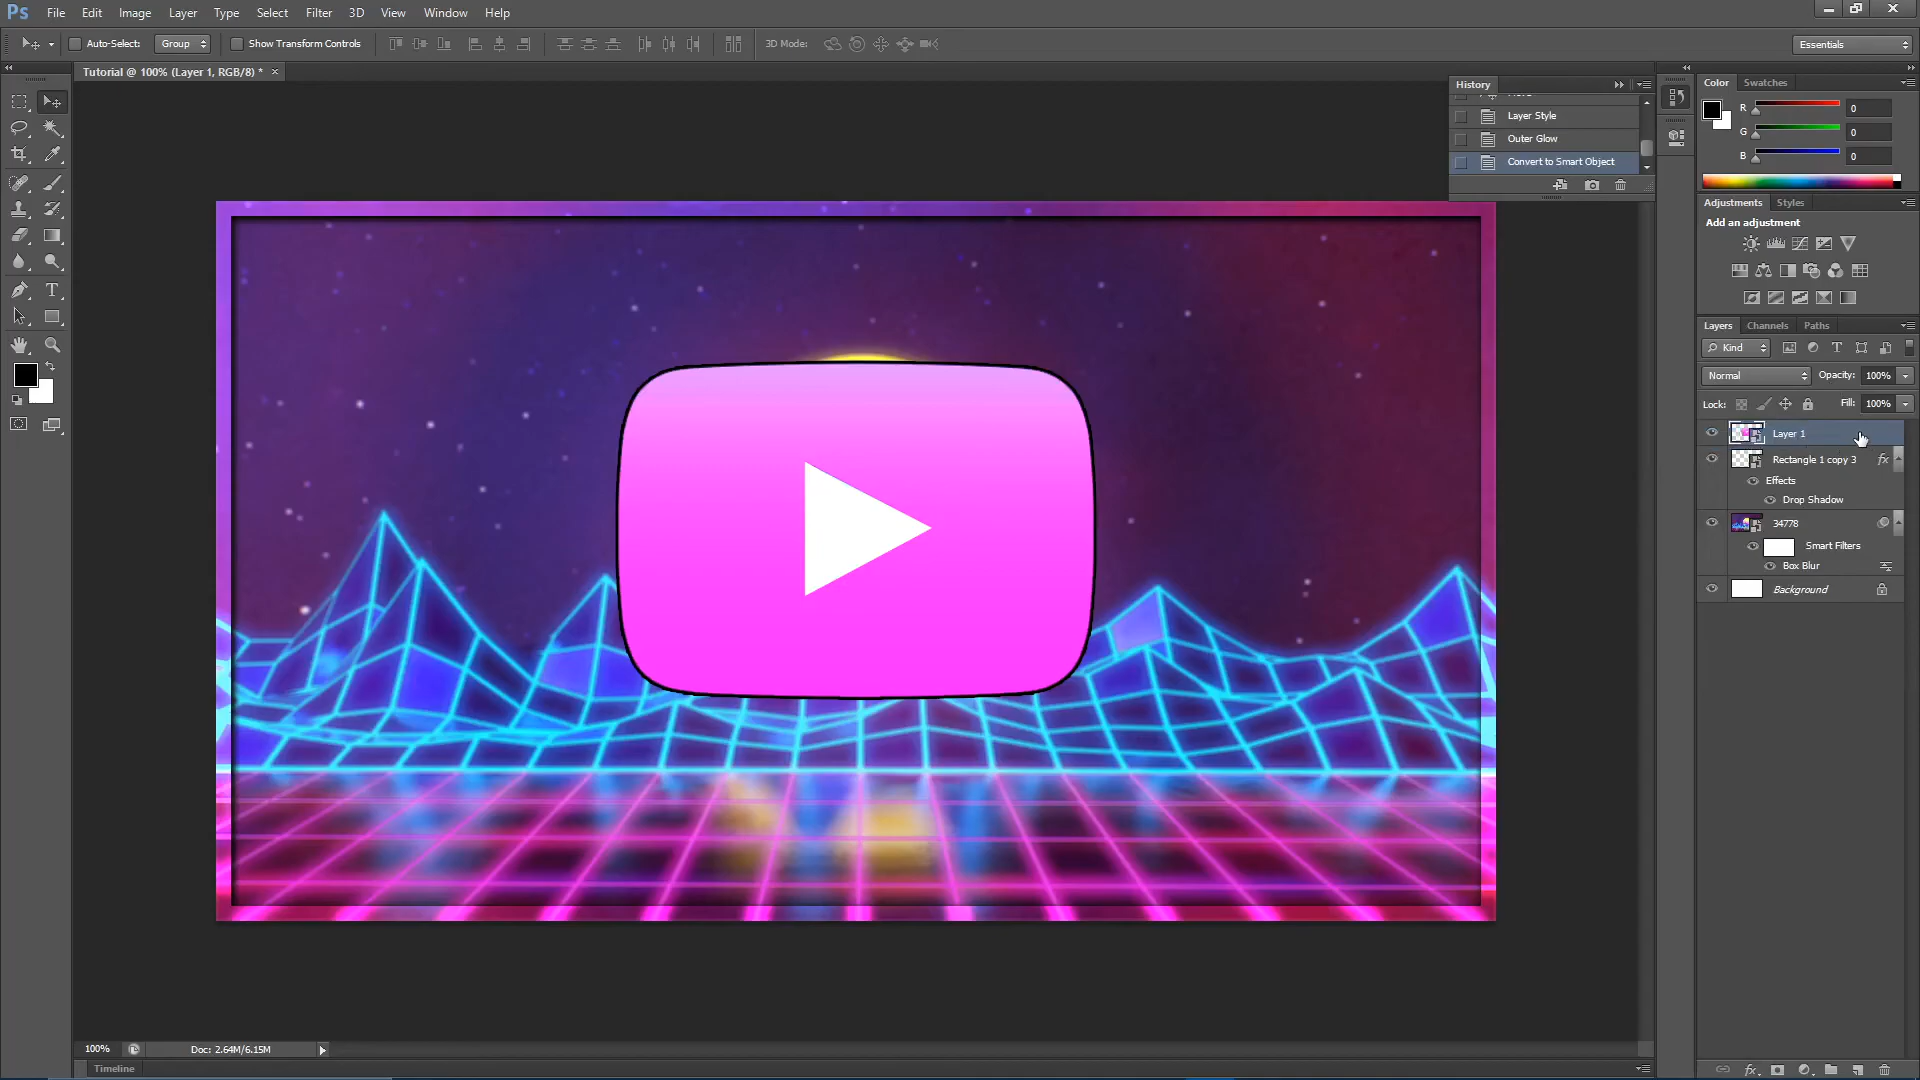 Ps File Edit Image Layer Type Select Filter 3D View Window Help
Auto-Select: Group Show Transform Controls 3D Mode: Essentials
Tutorial @ 100% (Layer 1, RGB/8) * ×
History
Layer Style
Outer Glow
Convert to Smart Object
Color Swatches
R 0
G 0
B 0
Adjustments Styles
Add an adjustment
Layers Channels Paths
Kind
Normal Opacity: 100%
Lock: Fill: 100%
Layer 1
Rectangle 1 copy 3 fx
Effects
Drop Shadow
34778
Smart Filters
Box Blur
Background
100% Doc: 2.64M/6.15M
Timeline